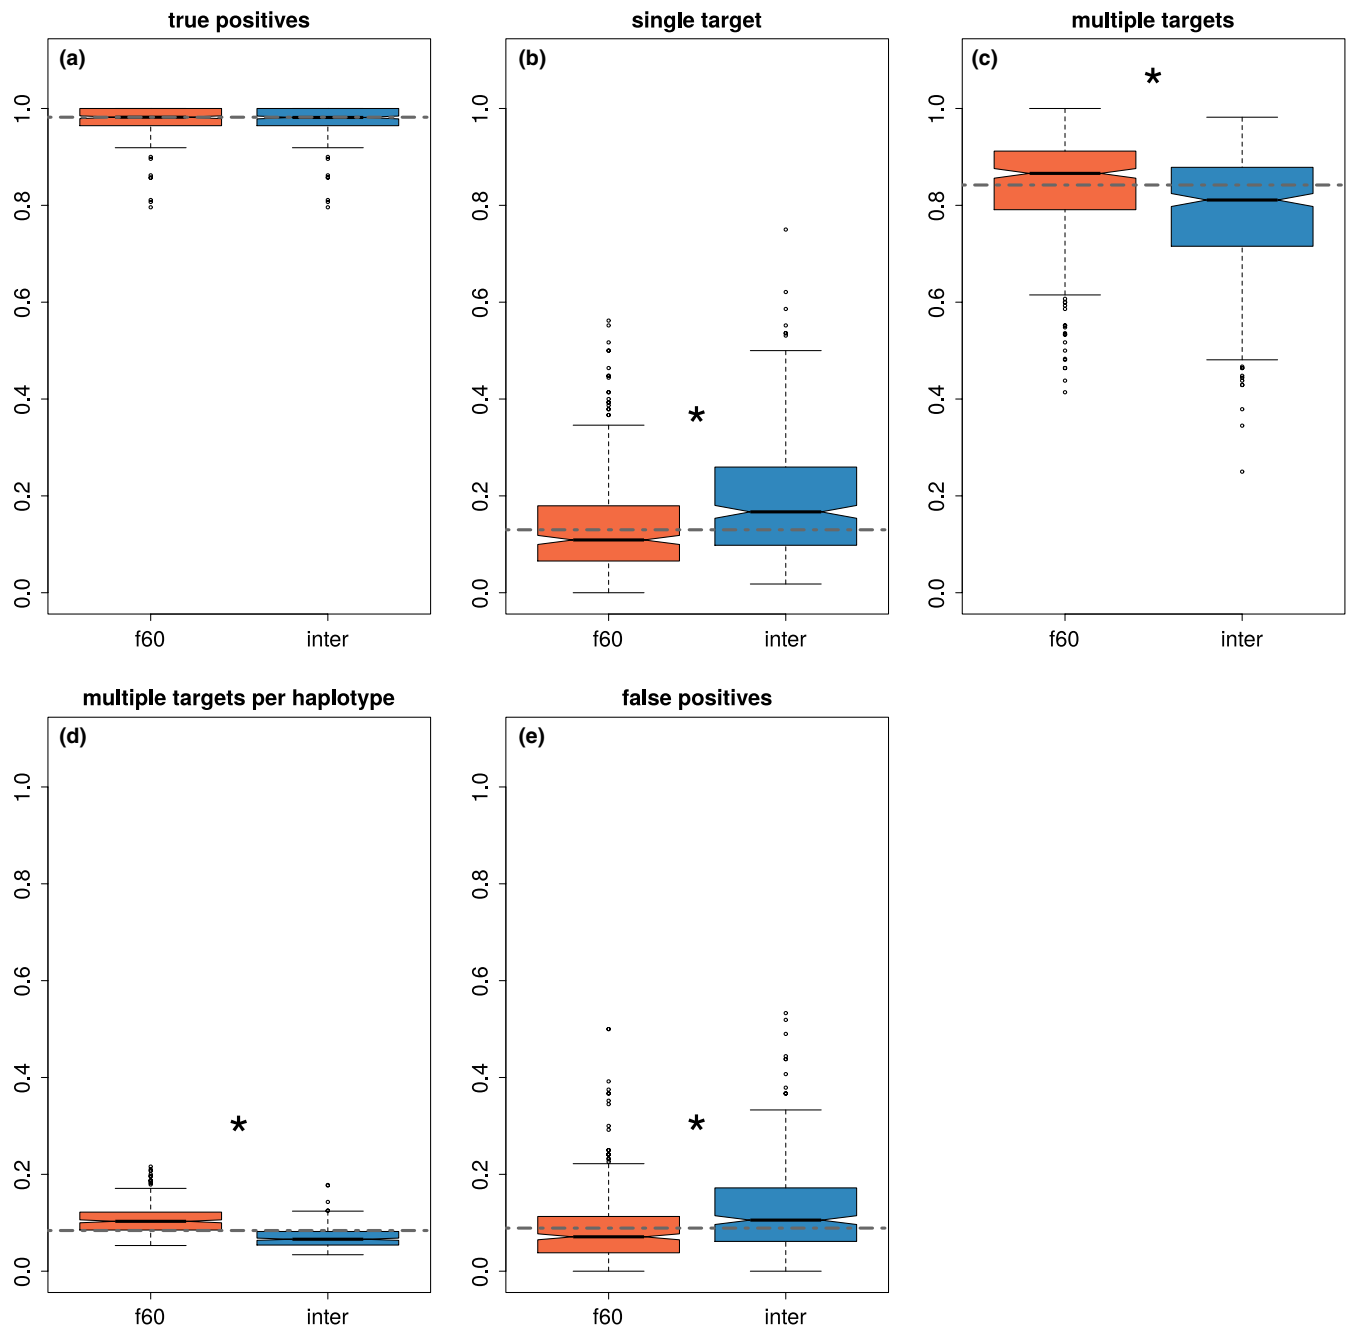 true positives
single target
multiple targets
(a)
(b)
(c)
*
*
1.0
0.8
0.6
0.4
0.2
0.0
1.0
0.8
0.6
0.4
0.2
0.0
1.0
0.8
0.6
0.4
0.2
0.0
f60
inter
f60
inter
f60
inter
multiple targets per haplotype
false positives
(d)
(e)
*
*
1.0
0.8
0.6
0.4
0.2
0.0
1.0
0.8
0.6
0.4
0.2
0.0
f60
inter
f60
inter